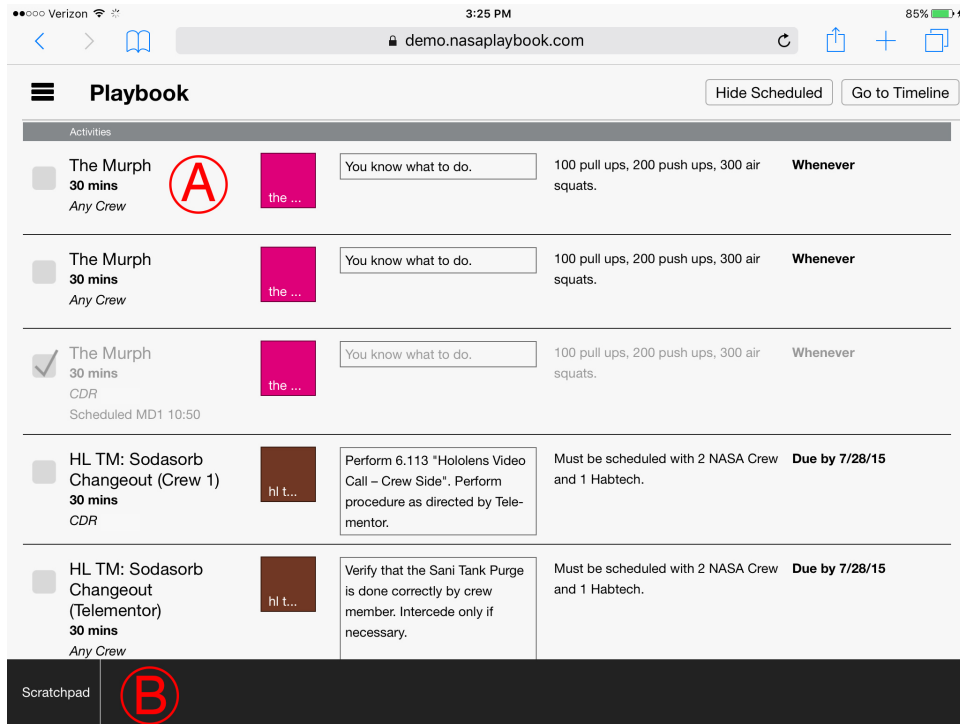 Verizon 3:25 PM 85%
demo.nasaplaybook.com
Playbook Hide Scheduled Go to Timeline
Activities
The Murph
30 mins
Any Crew
A
the ...
You know what to do.
100 pull ups, 200 push ups, 300 air
squats.
Whenever
The Murph
30 mins
Any Crew
the ...
You know what to do.
100 pull ups, 200 push ups, 300 air
squats.
Whenever
The Murph
30 mins
CDR
Scheduled MD1 10:50
the ...
You know what to do.
100 pull ups, 200 push ups, 300 air
squats.
Whenever
HL TM: Sodasorb
Changeout (Crew 1)
30 mins
CDR
hl t...
Perform 6.113 "Hololens Video
Call – Crew Side". Perform
procedure as directed by Tele-
mentor.
Must be scheduled with 2 NASA Crew
and 1 Habtech.
Due by 7/28/15
HL TM: Sodasorb
Changeout
(Telementor)
30 mins
Any Crew
hl t...
Verify that the Sani Tank Purge
is done correctly by crew
member. Intercede only if
necessary.
Must be scheduled with 2 NASA Crew
and 1 Habtech.
Due by 7/28/15
Scratchpad
B